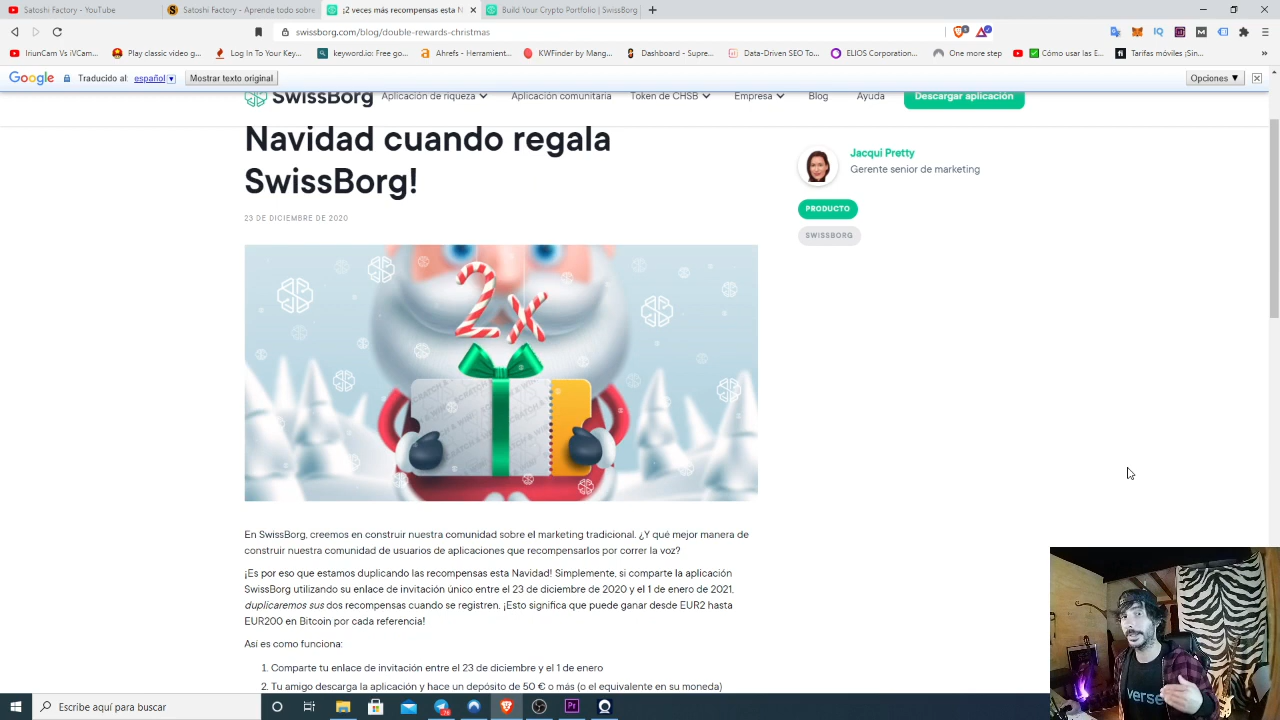 Satoshi Factory - YouTube
Satoshi Factory - Aprende todo s
¡2 veces más recompensas esta N
Build Your Crypto Portfolio | SwissBorg
swissborg.com/blog/double-rewards-christmas
IriunCam Vs iVCam...
Play classic video g...
Log In To Your Key...
keywordio: Free go...
Ahrefs - Herramient...
KWFinder by Mang...
Dashboard - Supre...
Data-Driven SEO To...
ELIOS Corporation...
One more step
Cómo usar las E...
Tarifas móviles ¡Sin...
Google
Traducido al:
español
Mostrar texto original
Opciones ▼
SwissBorg
Aplicación de riqueza
Aplicación comunitaria
Token de CHSB
Empresa
Blog
Ayuda
Descargar aplicación
Navidad cuando regala
SwissBorg!
23 DE DICIEMBRE DE 2020
Jacqui Pretty
Gerente senior de marketing
PRODUCTO
SWISSBORG
2x
En SwissBorg, creemos en construir nuestra comunidad sobre el marketing tradicional. ¿Y qué mejor manera de
construir nuestra comunidad de usuarios de aplicaciones que recompensarlos por correr la voz?
¡Es por eso que estamos duplicando las recompensas esta Navidad! Simplemente, si comparte la aplicación
SwissBorg utilizando su enlace de invitación único entre el 23 de diciembre de 2020 y el 1 de enero de 2021,
duplicaremos sus dos recompensas cuando se registren. ¡Esto significa que puede ganar desde EUR2 hasta
EUR200 en Bitcoin por cada referencia!
Así es como funciona:
1. Comparte tu enlace de invitación entre el 23 de diciembre y el 1 de enero
2. Tu amigo descarga la aplicación y hace un depósito de 50 € o más (o el equivalente en su moneda)
VERSE
Escribe aquí para buscar